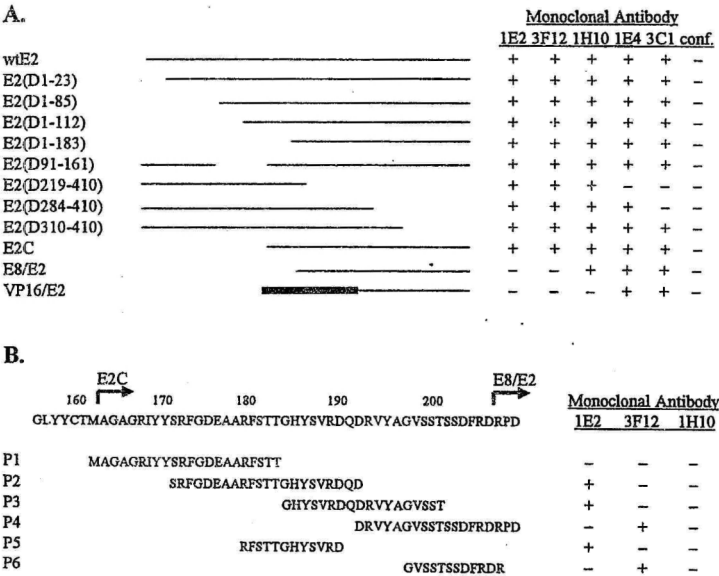 A.
Monoclonal Antibody
1E2 3F12 1H10 1E4 3C1 conf.
wtE2 + + + + + –
E2(D1-23) + + + + + –
E2(D1-85) + + + + + –
E2(D1-112) + + + + + –
E2(D1-183) + + + + + –
E2(D91-161) + + + + + –
E2(D219-410) + + + – – –
E2(D284-410) + + + + – –
E2(D310-410) + + + + + –
E2C + + + + + –
E8/E2 – – + + + –
VP16/E2 – – – + + –
B.
E2C E8/E2
160 170 180 190 200
Monoclonal Antibody
GLYYCTMAGAGRIYYSRFGDEAARFSTTGHYSVRDQDRVYAGVSSTSSDFRDRPD
1E2 3F12 1H10
P1 MAGAGRIYYSRFGDEAARFSTT – – –
P2 SRFGDEAARFSTTGHYSVRDQD + – –
P3 GHYSVRDQDRVYAGVSST + – –
P4 DRVYAGVSSTSSDFRDRPD – + –
P5 RFSTTGHYSVRD + – –
P6 GVSSTSSDFRDR – + –